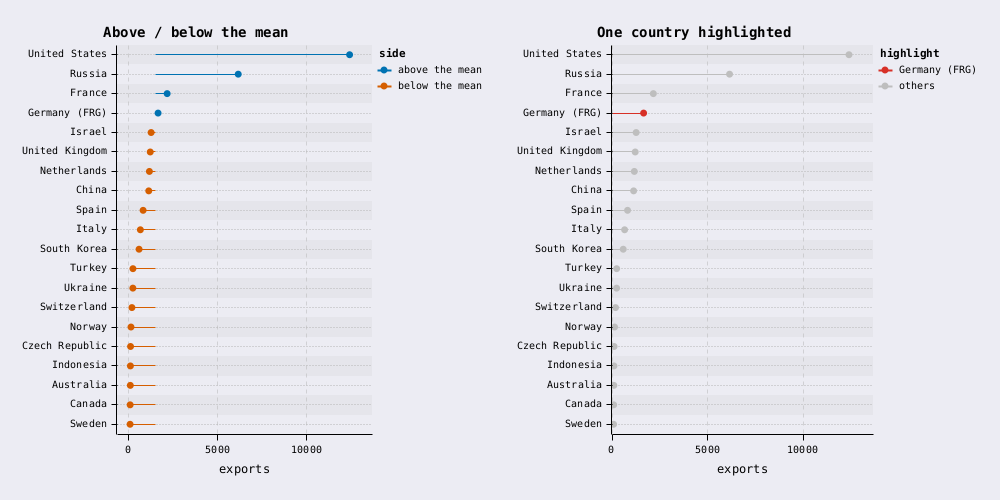 Above / below the mean
United States
Russia
France
Germany (FRG)
Israel
United Kingdom
Netherlands
China
Spain
Italy
South Korea
Turkey
Ukraine
Switzerland
Norway
Czech Republic
Indonesia
Australia
Canada
Sweden
0 5000 10000
exports
side
above the mean
below the mean
One country highlighted
United States
Russia
France
Germany (FRG)
Israel
United Kingdom
Netherlands
China
Spain
Italy
South Korea
Turkey
Ukraine
Switzerland
Norway
Czech Republic
Indonesia
Australia
Canada
Sweden
0 5000 10000
exports
highlight
Germany (FRG)
others